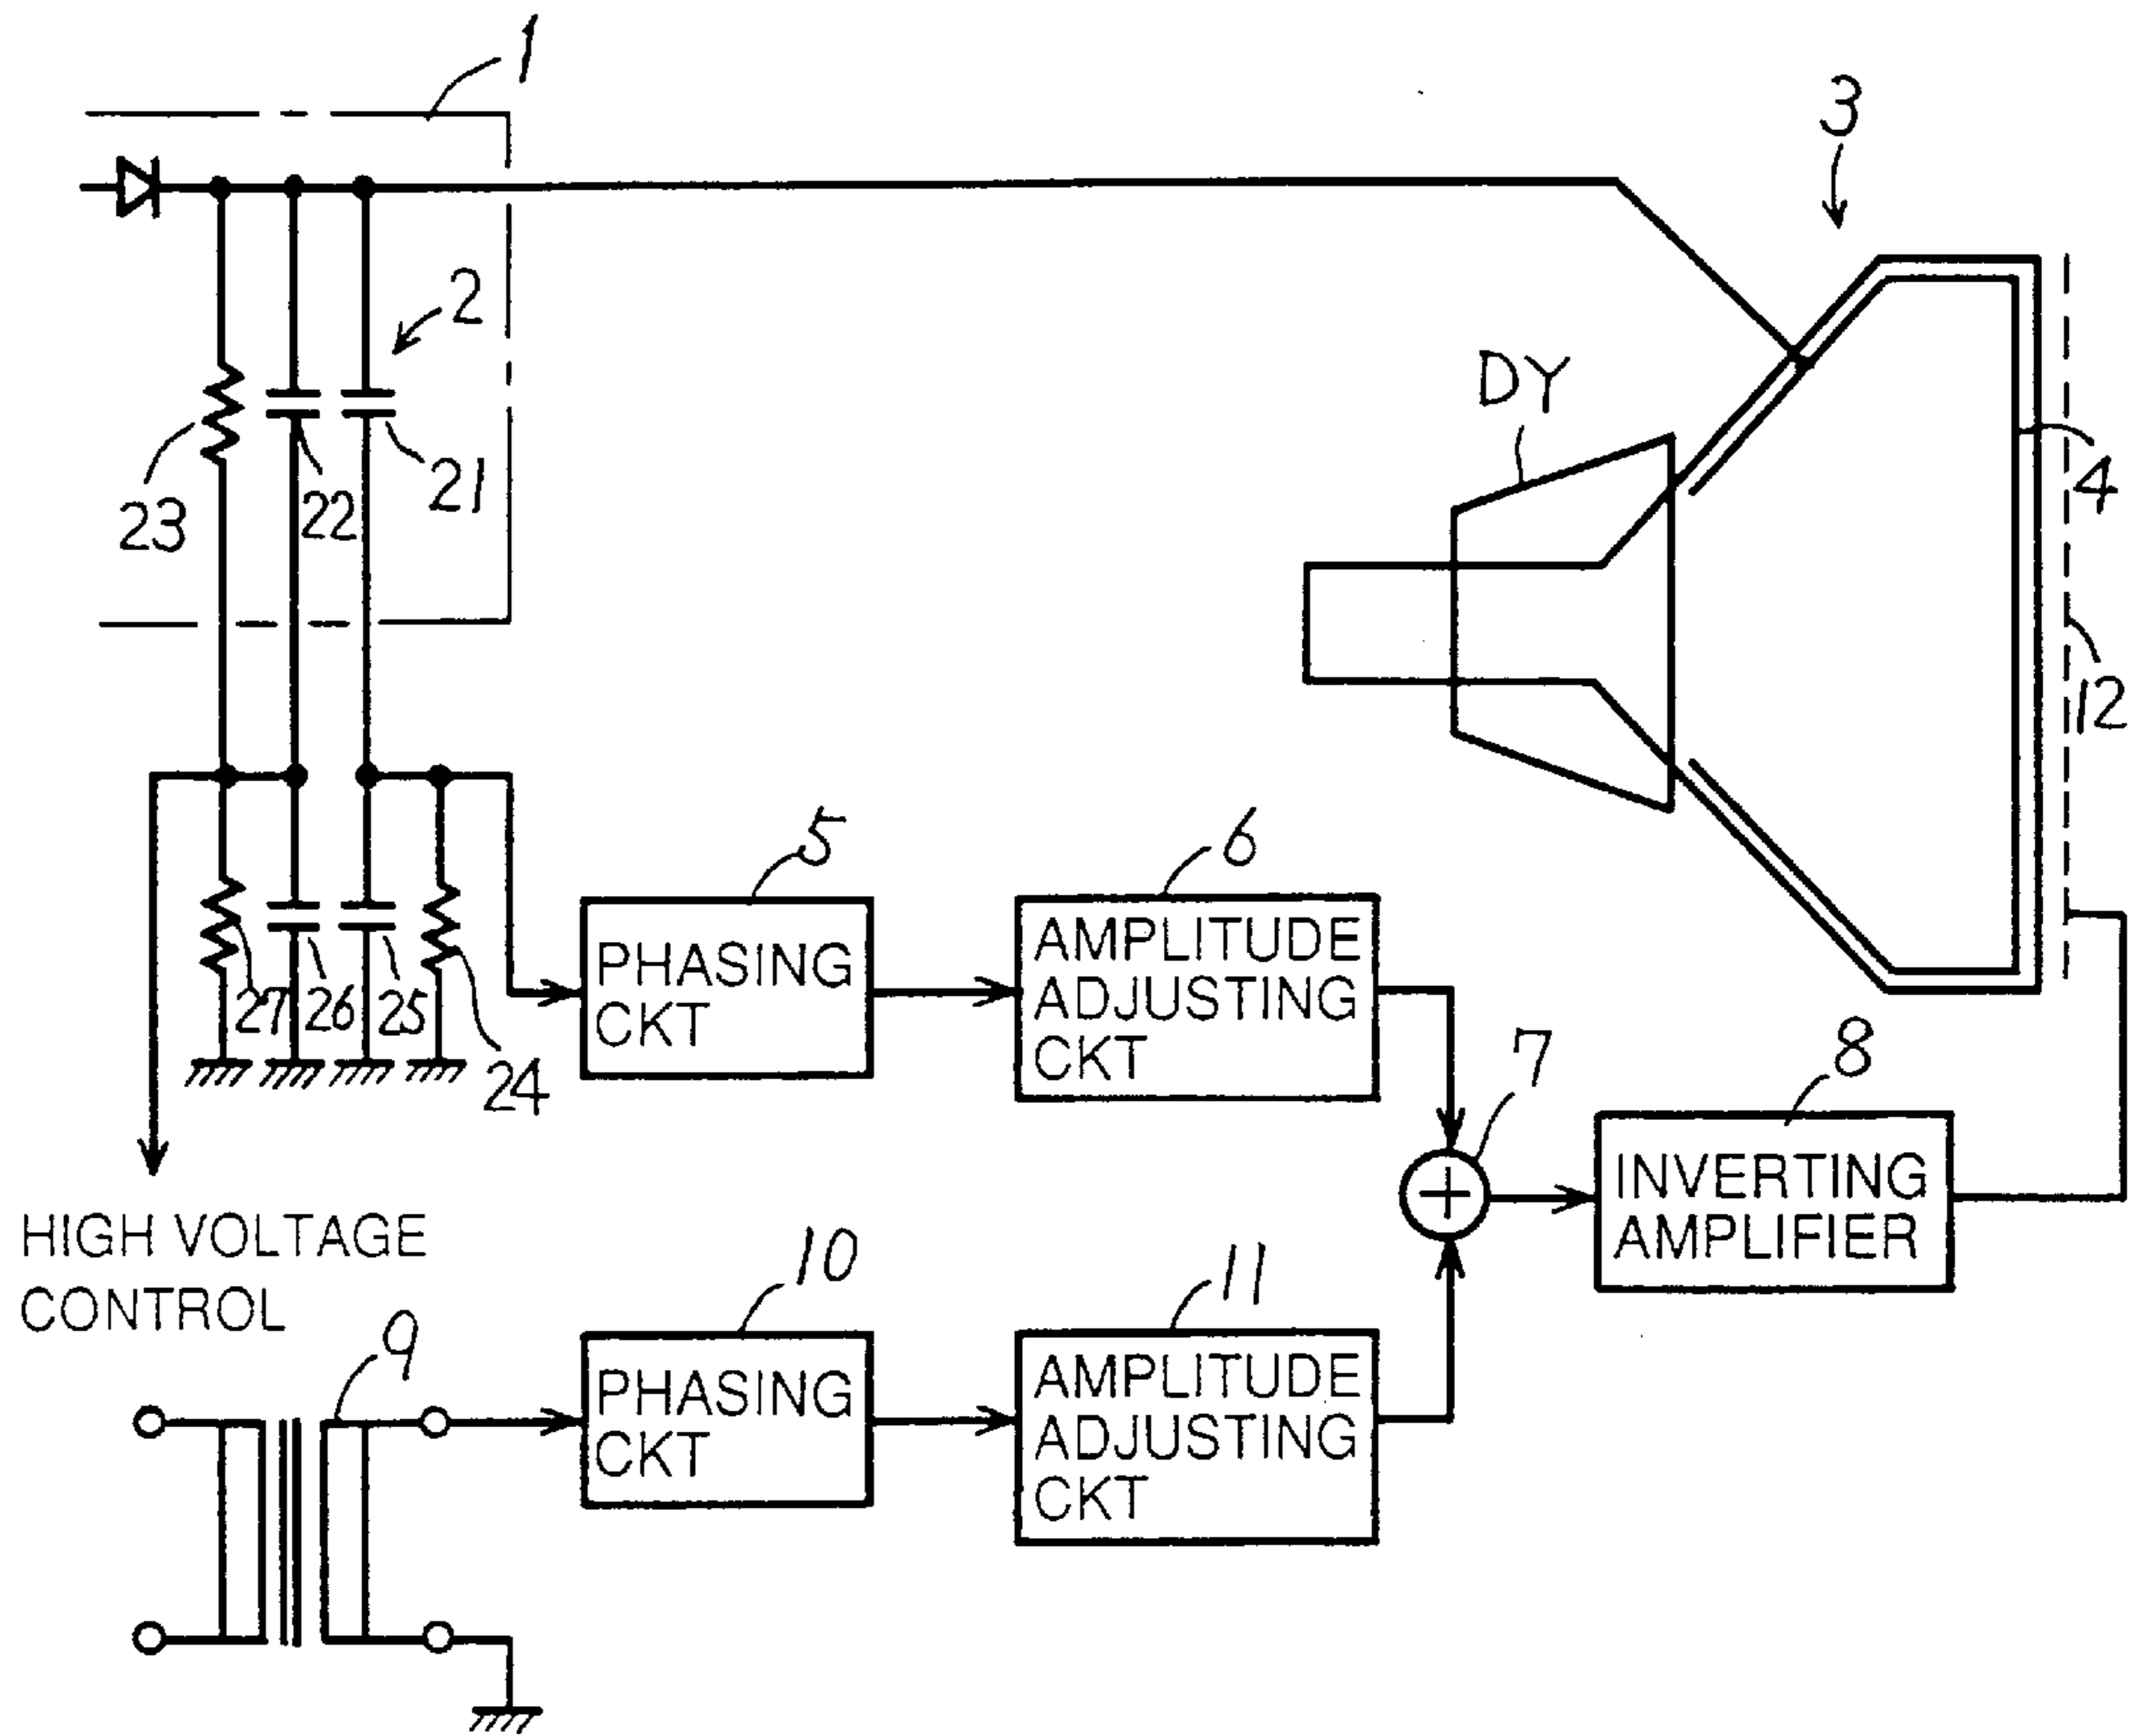 1
3
2
DY
23
22
21
4
12
5
6
PHASING
CKT
AMPLITUDE
ADJUSTING
CKT
27
26
25
24
7
8
HIGH VOLTAGE
CONTROL
INVERTING
AMPLIFIER
9
10
11
PHASING
CKT
AMPLITUDE
ADJUSTING
CKT